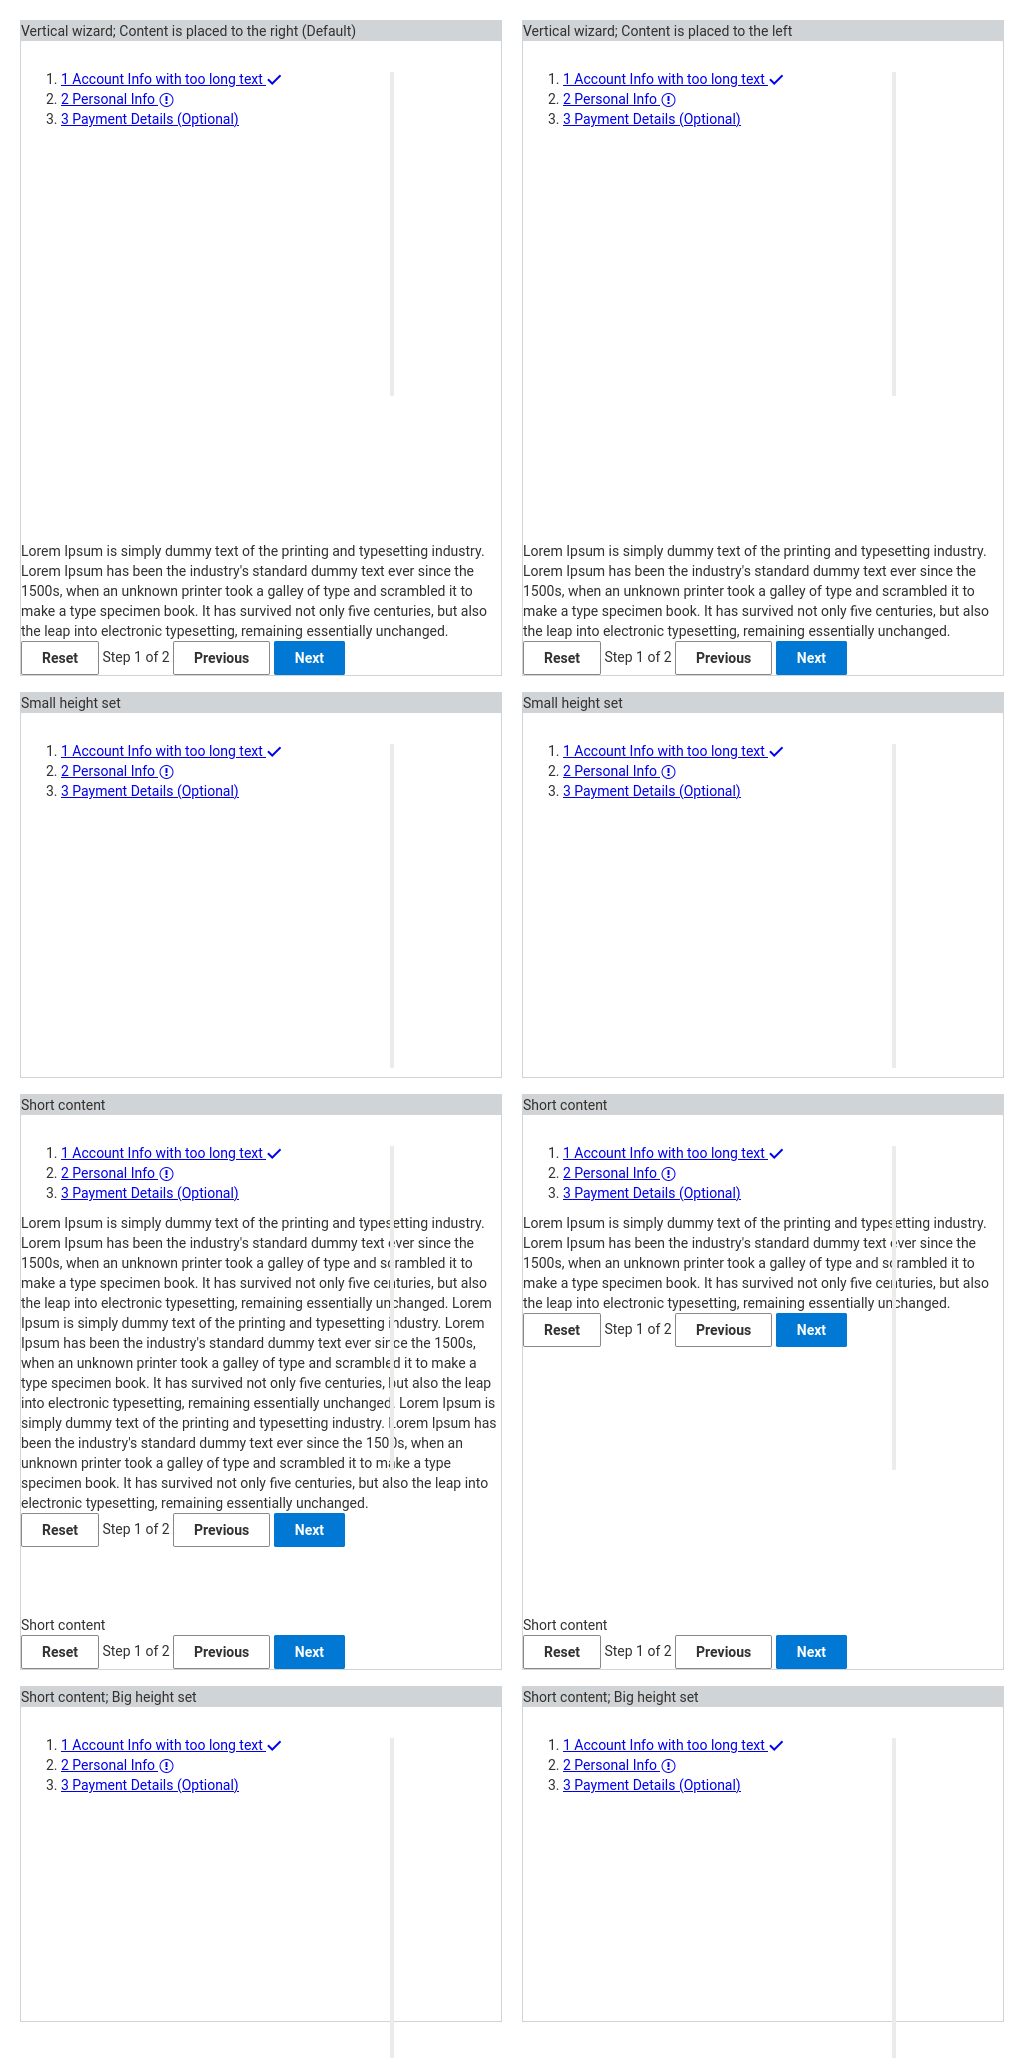 Vertical wizard; Content is placed to the right (Default)
1. 1 Account Info with too long text
2. 2 Personal Info
3. 3 Payment Details (Optional)
Lorem Ipsum is simply dummy text of the printing and typesetting industry.
Lorem Ipsum has been the industry's standard dummy text ever since the
1500s, when an unknown printer took a galley of type and scrambled it to
make a type specimen book. It has survived not only five centuries, but also
the leap into electronic typesetting, remaining essentially unchanged.
Reset Step 1 of 2 Previous Next
Vertical wizard; Content is placed to the left
1. 1 Account Info with too long text
2. 2 Personal Info
3. 3 Payment Details (Optional)
Lorem Ipsum is simply dummy text of the printing and typesetting industry.
Lorem Ipsum has been the industry's standard dummy text ever since the
1500s, when an unknown printer took a galley of type and scrambled it to
make a type specimen book. It has survived not only five centuries, but also
the leap into electronic typesetting, remaining essentially unchanged.
Reset Step 1 of 2 Previous Next
Small height set
1. 1 Account Info with too long text
2. 2 Personal Info
3. 3 Payment Details (Optional)
Small height set
1. 1 Account Info with too long text
2. 2 Personal Info
3. 3 Payment Details (Optional)
Short content
1. 1 Account Info with too long text
2. 2 Personal Info
3. 3 Payment Details (Optional)
Lorem Ipsum is simply dummy text of the printing and typesetting industry.
Lorem Ipsum has been the industry's standard dummy text ever since the
1500s, when an unknown printer took a galley of type and scrambled it to
make a type specimen book. It has survived not only five centuries, but also
the leap into electronic typesetting, remaining essentially unchanged. Lorem
Ipsum is simply dummy text of the printing and typesetting industry. Lorem
Ipsum has been the industry's standard dummy text ever since the 1500s,
when an unknown printer took a galley of type and scrambled it to make a
type specimen book. It has survived not only five centuries, but also the leap
into electronic typesetting, remaining essentially unchanged. Lorem Ipsum is
simply dummy text of the printing and typesetting industry. Lorem Ipsum has
been the industry's standard dummy text ever since the 1500s, when an
unknown printer took a galley of type and scrambled it to make a type
specimen book. It has survived not only five centuries, but also the leap into
electronic typesetting, remaining essentially unchanged.
Reset Step 1 of 2 Previous Next
Short content
Reset Step 1 of 2 Previous Next
Short content
1. 1 Account Info with too long text
2. 2 Personal Info
3. 3 Payment Details (Optional)
Lorem Ipsum is simply dummy text of the printing and typesetting industry.
Lorem Ipsum has been the industry's standard dummy text ever since the
1500s, when an unknown printer took a galley of type and scrambled it to
make a type specimen book. It has survived not only five centuries, but also
the leap into electronic typesetting, remaining essentially unchanged.
Reset Step 1 of 2 Previous Next
Short content
Reset Step 1 of 2 Previous Next
Short content; Big height set
1. 1 Account Info with too long text
2. 2 Personal Info
3. 3 Payment Details (Optional)
Short content; Big height set
1. 1 Account Info with too long text
2. 2 Personal Info
3. 3 Payment Details (Optional)